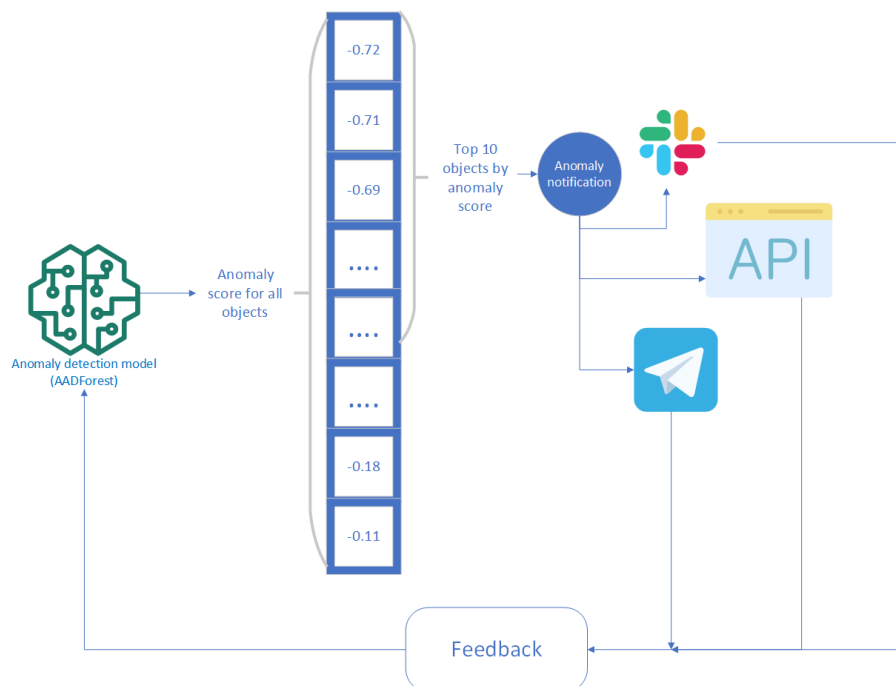 -0.72
-0.71
-0.69
....
....
....
-0.18
-0.11
Anomaly detection model
(AADForest)
Anomaly
score for all
objects
Top 10
objects by
anomaly
score
Anomaly
notification
API
Feedback